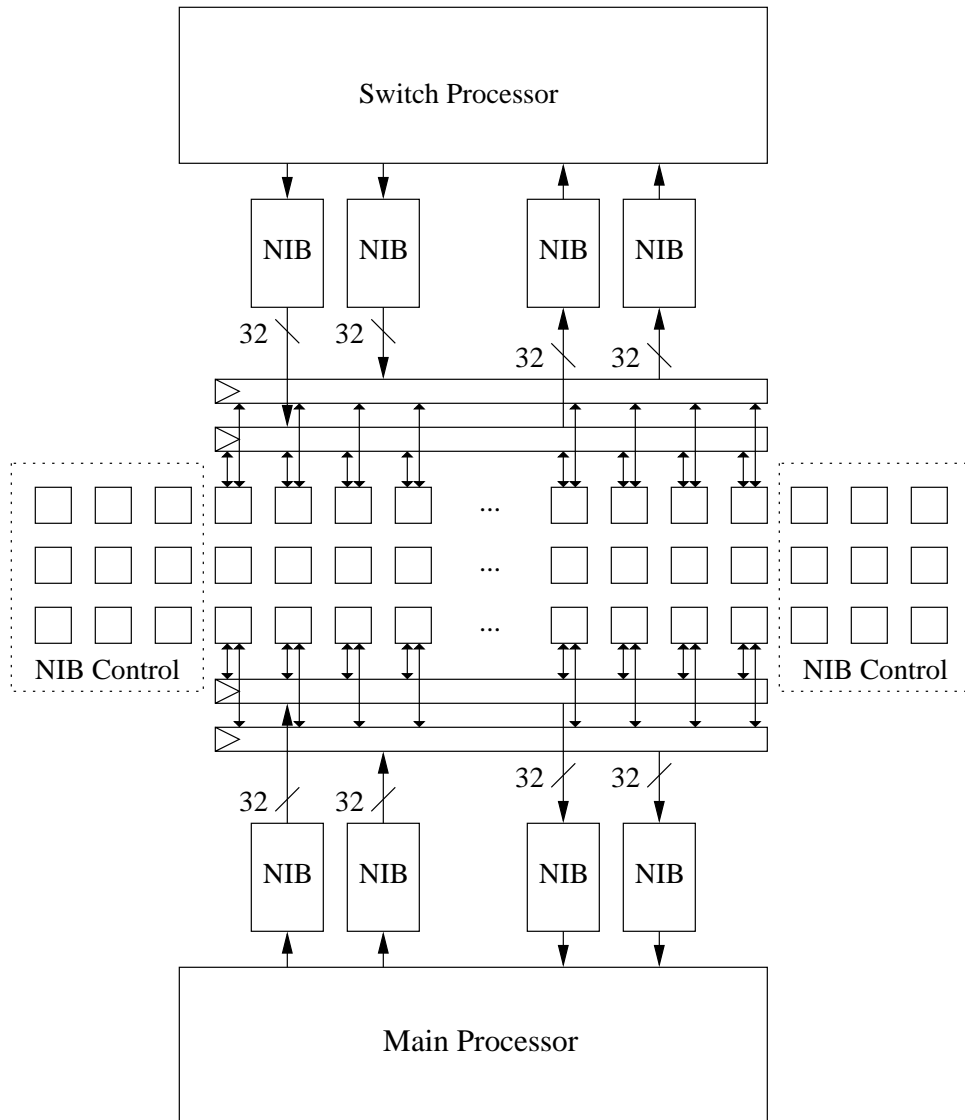 Switch Processor
NIB NIB NIB NIB
32 32 32 32
...
...
...
NIB Control NIB Control
32 32 32 32
NIB NIB NIB NIB
Main Processor